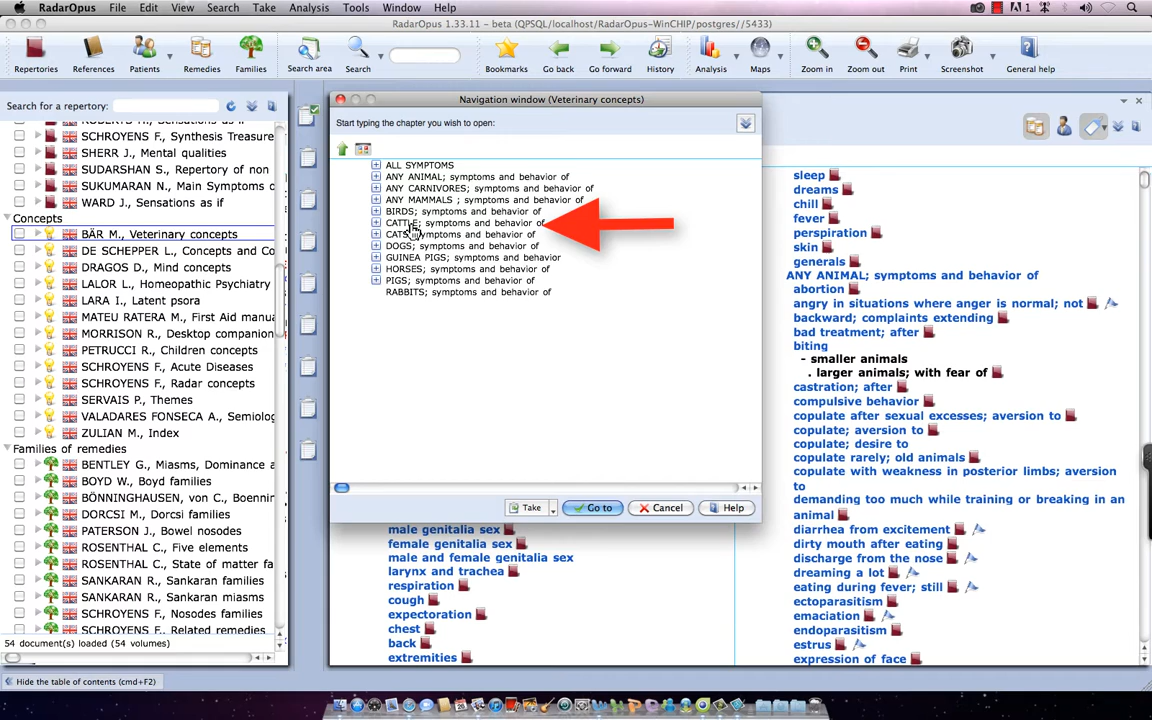 RadarOpus File Edit View Search Take Analysis Tools Window Help
RadarOpus 1.33.11 - beta (QPSQL/localhost/RadarOpus-WinCHIP/postgres//5433)
Repertories References Patients Remedies Families Search area Search Bookmarks Go back Go forward History Analysis Maps Zoom in Zoom out Print Screenshot General help
Search for a repertory:
SCHROYENS F., Synthesis Treasure
SHERR J., Mental qualities
SUDARSHAN S., Repertory of non
SUKUMARAN N., Main Symptoms o
WARD J., Sensations as if
Concepts
BÄR M., Veterinary concepts
DE SCHEPPER L., Concepts and Co
DRAGOS D., Mind concepts
LALOR L., Homeopathic Psychiatry
LARA I., Latent psora
MATEU RATERA M., First Aid manua
MORRISON R., Desktop companion
PETRUCCI R., Children concepts
SCHROYENS F., Acute Diseases
SCHROYENS F., Radar concepts
SERVAIS P., Themes
VALADARES FONSECA A., Semiolog
ZULIAN M., Index
Families of remedies
BENTLEY G., Miasms, Dominance a
BOYD W., Boyd families
BÖNNINGHAUSEN, von C., Boennin
DORCSI M., Dorcsi families
PATERSON J., Bowel nosodes
ROSENTHAL C., Five elements
ROSENTHAL C., State of matter fa
SANKARAN R., Sankaran families
SANKARAN R., Sankaran miasms
SCHROYENS F., Nosodes families
SCHROYENS F., Related remedies
54 document(s) loaded (54 volumes)
Hide the table of contents (cmd+F2)
Navigation window (Veterinary concepts)
Start typing the chapter you wish to open:
ALL SYMPTOMS
ANY ANIMAL; symptoms and behavior of
ANY CARNIVORES; symptoms and behavior of
ANY MAMMALS ; symptoms and behavior of
BIRDS; symptoms and behavior of
CATTLE; symptoms and behavior of
CATS; symptoms and behavior of
DOGS; symptoms and behavior of
GUINEA PIGS; symptoms and behavior
HORSES; symptoms and behavior of
PIGS; symptoms and behavior of
RABBITS; symptoms and behavior of
Take Go to Cancel Help
male genitalia sex
female genitalia sex
male and female genitalia sex
larynx and trachea
respiration
cough
expectoration
chest
back
extremities
sleep
dreams
chill
fever
perspiration
skin
generals
ANY ANIMAL; symptoms and behavior of
abortion
angry in situations where anger is normal; not
backward; complaints extending
bad treatment; after
biting
- smaller animals
. larger animals; with fear of
castration; after
compulsive behavior
copulate after sexual excesses; aversion to
copulate; aversion to
copulate; desire to
copulate rarely; old animals
copulate with weakness in posterior limbs; aversion
to
demanding too much while training or breaking in an
animal
diarrhea from excitement
dirty mouth after eating
discharge from the nose
dreaming a lot
eating during fever; still
ectoparasitism
emaciation
endoparasitism
estrus
expression of face